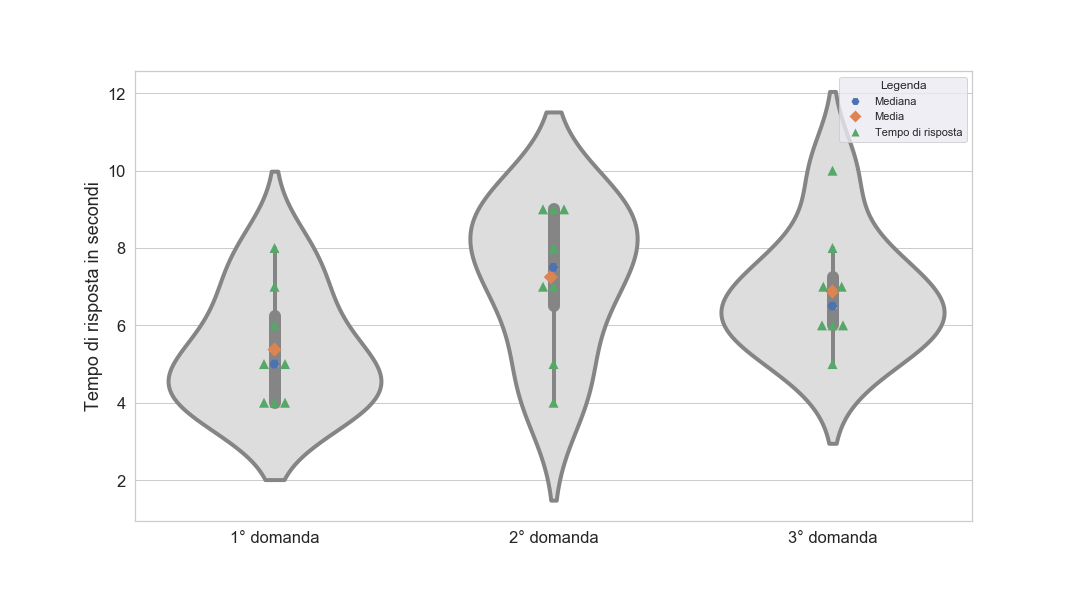 Legenda
Mediana
Media
Tempo di risposta
Tempo di risposta in secondi
12
10
8
6
4
2
1° domanda
2° domanda
3° domanda